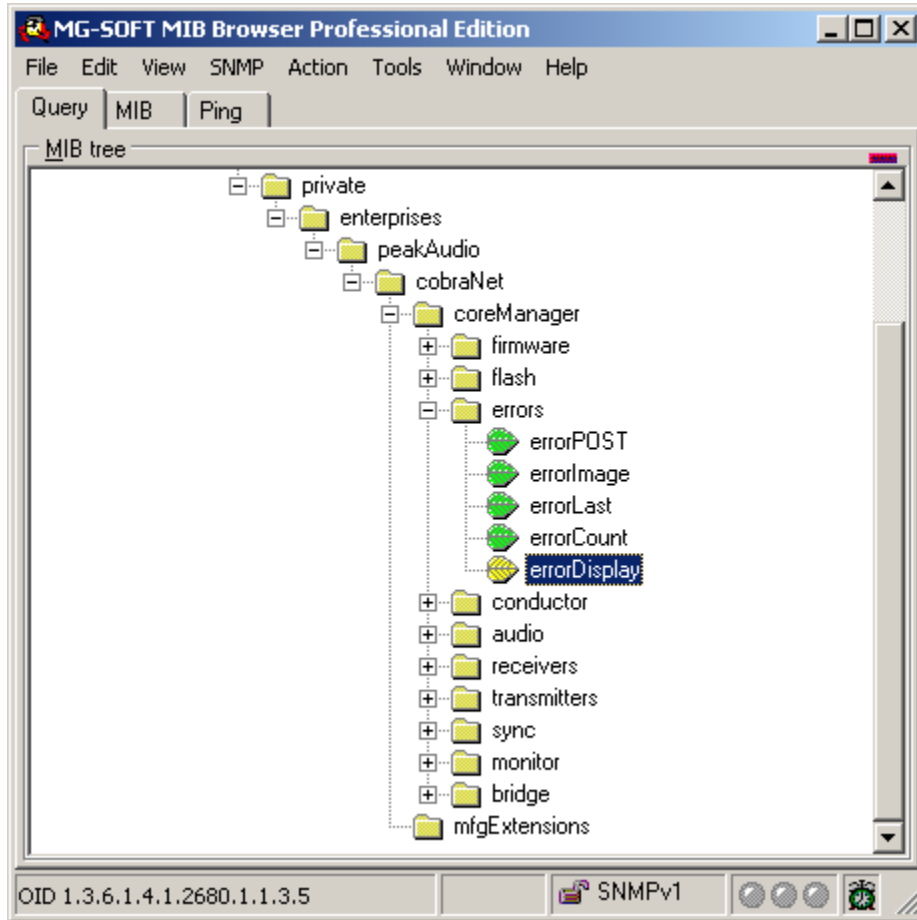 MG-SOFT MIB Browser Professional Edition
File Edit View SNMP Action Tools Window Help
Query MIB Ping
MIB tree
private
enterprises
peakAudio
cobraNet
coreManager
firmware
flash
errors
errorPOST
errorImage
errorLast
errorCount
errorDisplay
conductor
audio
receivers
transmitters
sync
monitor
bridge
mfgExtensions
OID 1.3.6.1.4.1.2680.1.1.3.5 SNMPv1